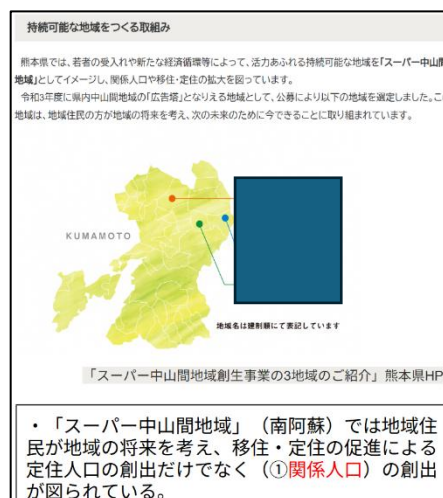 持続可能な地域をつくる取組み
熊本県では、若者の受入れや新たな経済循環等によって、活力あふれる持続可能な地域を「スーパー中山間
地域」としてイメージし、関係人口や移住・定住の拡大を図っています。
令和3年度に県内中山間地域の「広告塔」となりえる地域として、公募により以下の地域を選定しました。こ
地域は、地域住民の方が地域の将来を考え、次の未来のために今できることに取り組まれています。
KUMAMOTO
地域名は建制順にて表記しています
「スーパー中山間地域創生事業の3地域のご紹介」熊本県HP
・「スーパー中山間地域」（南阿蘇）では地域住
民が地域の将来を考え、移住・定住の促進による
定住人口の創出だけでなく（①関係人口）の創出
が図られている。